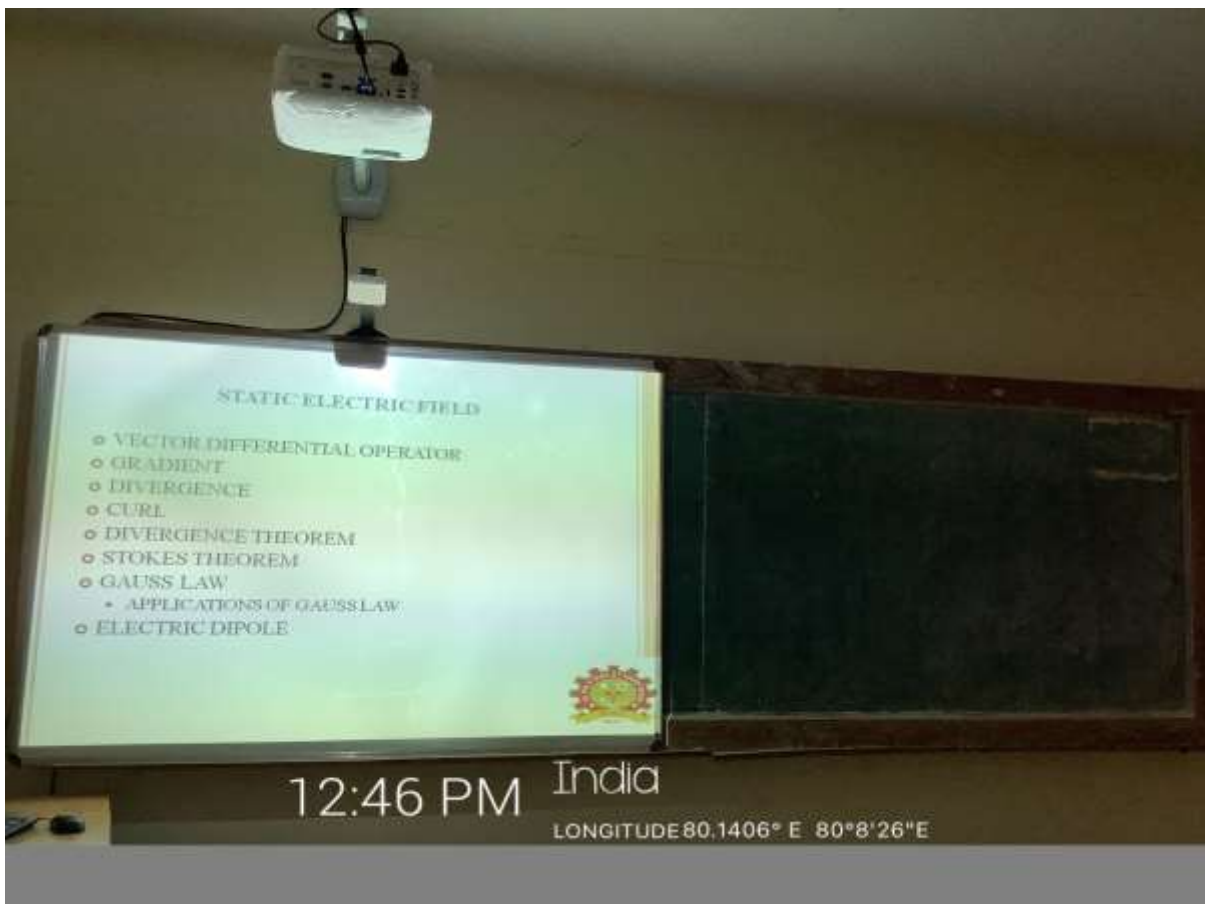 STATIC ELECTRIC FIELD
VECTOR DIFFERENTIAL OPERATOR
GRADIENT
DIVERGENCE
CURL
DIVERGENCE THEOREM
STOKES THEOREM
GAUSS LAW
APPLICATIONS OF GAUSS LAW
ELECTRIC DIPOLE
12:46 PM
India
LONGITUDE 80.1406° E 80°8'26"E